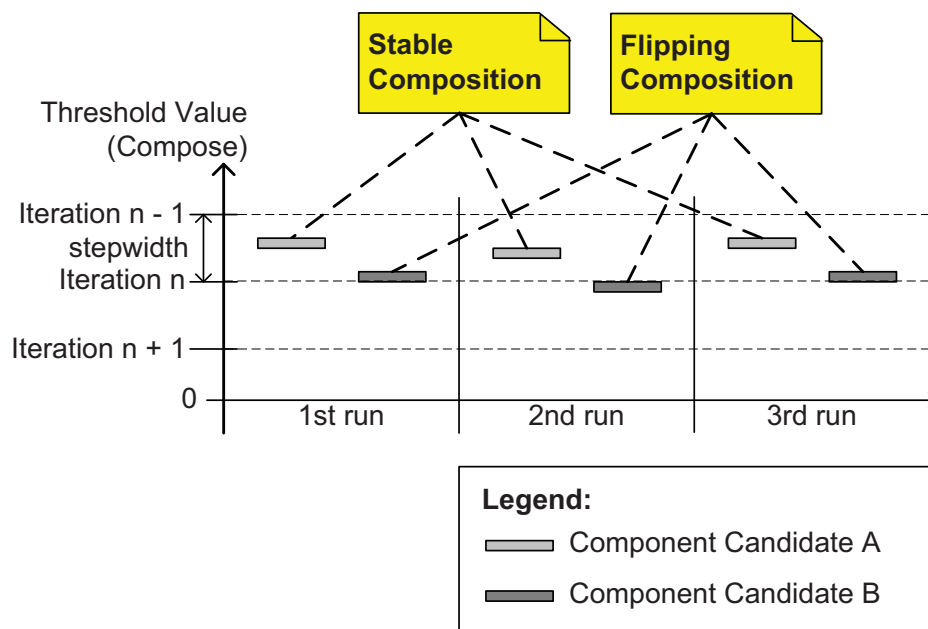 Stable
Composition
Flipping
Composition
Threshold Value
(Compose)
Iteration n - 1
stepwidth
Iteration n
Iteration n + 1
0
1st run
2nd run
3rd run
Legend:
Component Candidate A
Component Candidate B